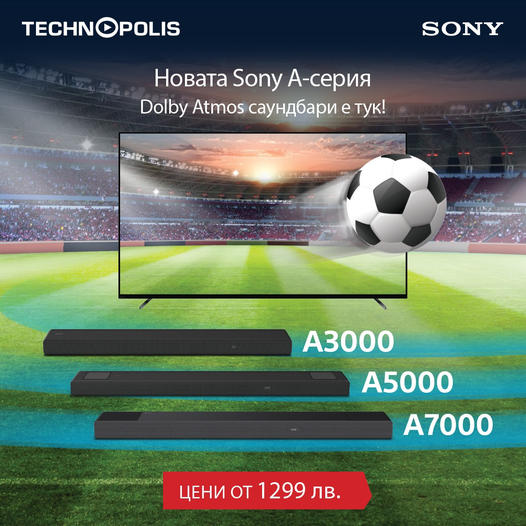 TECHNOPOLIS
SONY
Новата Sony А-серия
Dolby Atmos саундбари е тук!
A3000
A5000
A7000
ЦЕНИ ОТ 1299 лв.